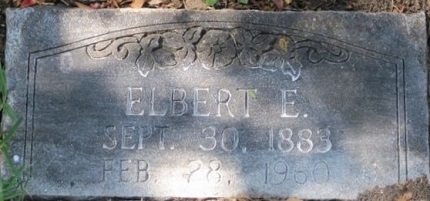 ELBERT E.
SEPT. 30, 1883
FEB. 28, 1960